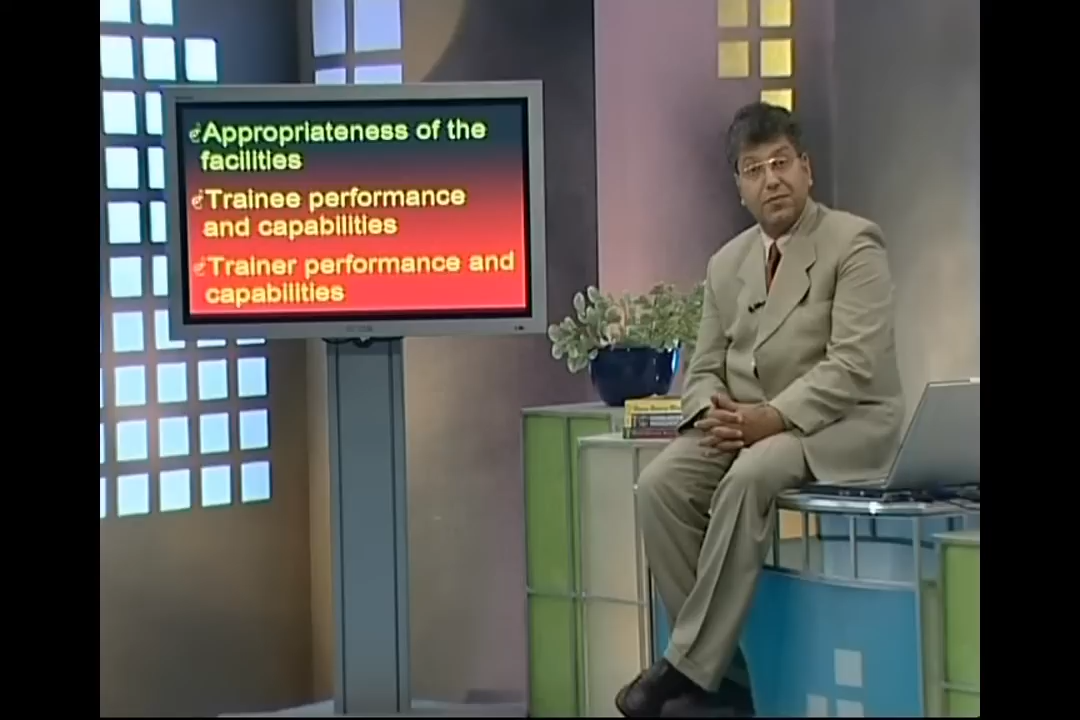 Appropriateness of the
facilities
Trainee performance
and capabilities
Trainer performance and
capabilities